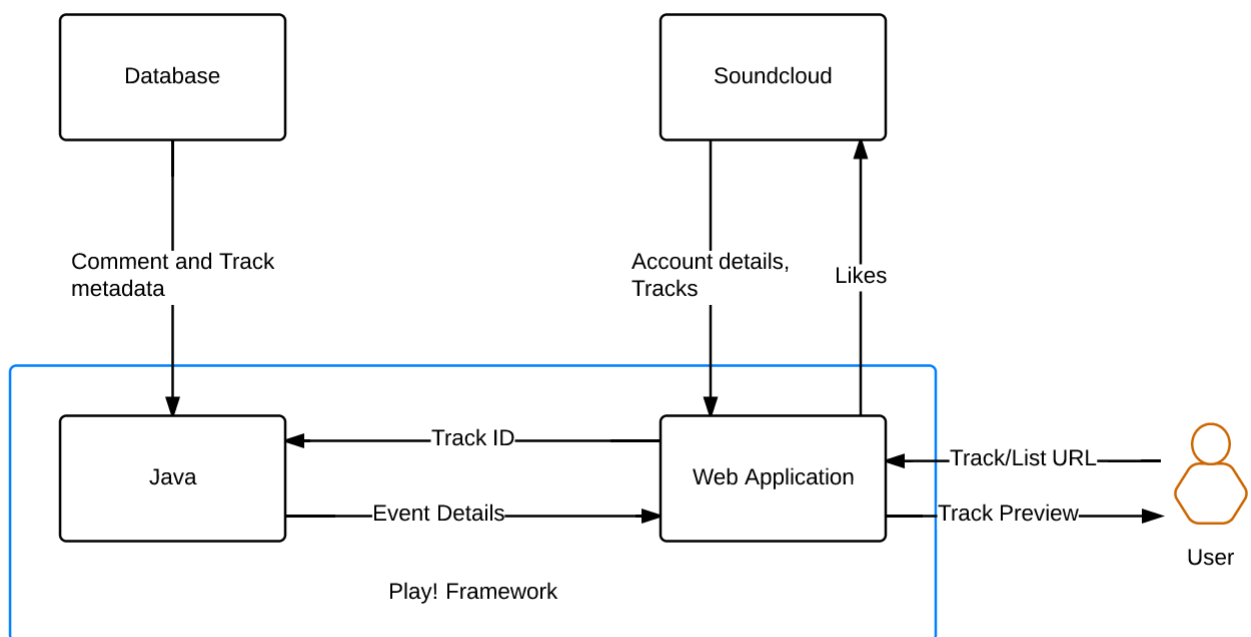 Database
Soundcloud
Comment and Track
metadata
Account details,
Tracks
Likes
Track ID
Java
Web Application
Track/List URL
Event Details
Track Preview
User
Play! Framework